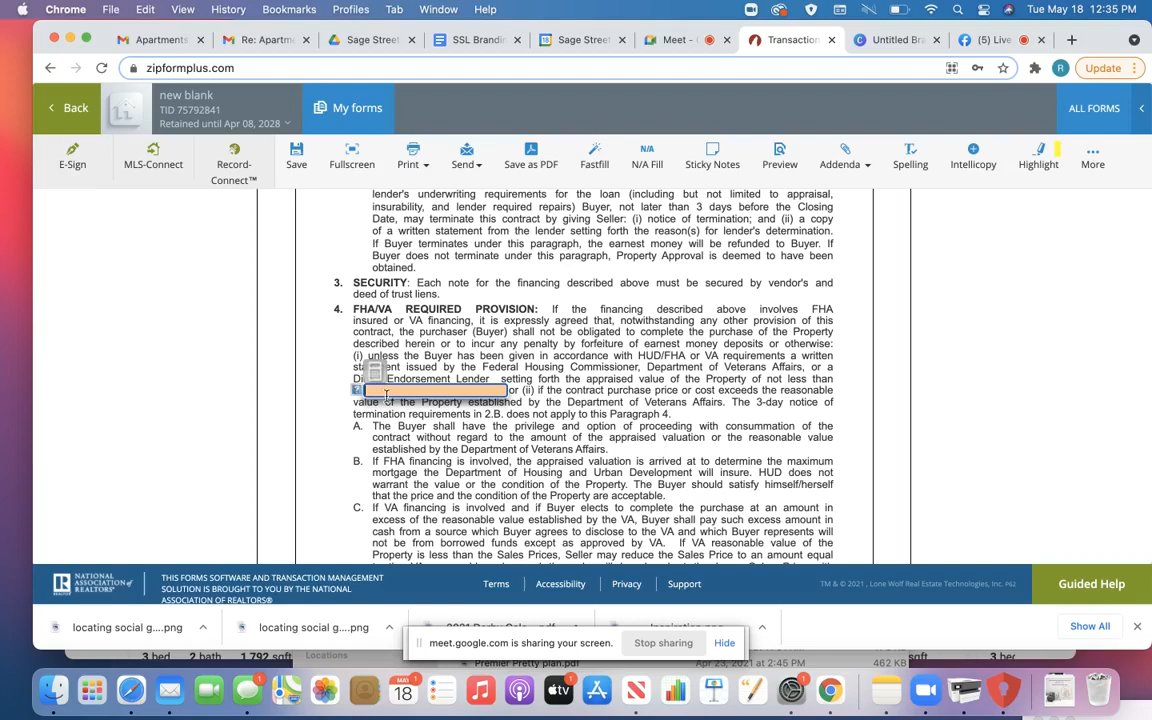 Chrome File Edit View History Bookmarks Profiles Tab Window Help Tue May 18 12:35 PM
Apartments Re: Apartm Sage Street SSL Brandin Sage Street Meet - Transaction Untitled Bra (5) Live
zipformplus.com R Update
Back new blank My forms ALL FORMS
TID 75792841
Retained until Apr 08, 2028
E-Sign MLS-Connect Record-Connect™ Save Fullscreen Print Send Save as PDF Fastfill N/A N/A Fill Sticky Notes Preview Addenda Spelling Intellicopy Highlight More
lender's underwriting requirements for the loan (including but not limited to appraisal,
insurability, and lender required repairs) Buyer, not later than 3 days before the Closing
Date, may terminate this contract by giving Seller: (i) notice of termination; and (ii) a copy
of a written statement from the lender setting forth the reason(s) for lender's determination.
If Buyer terminates under this paragraph, the earnest money will be refunded to Buyer. If
Buyer does not terminate under this paragraph, Property Approval is deemed to have been
obtained.
3. SECURITY: Each note for the financing described above must be secured by vendor's and
deed of trust liens.
4. FHA/VA REQUIRED PROVISION: If the financing described above involves FHA
insured or VA financing, it is expressly agreed that, notwithstanding any other provision of this
contract, the purchaser (Buyer) shall not be obligated to complete the purchase of the Property
described herein or to incur any penalty by forfeiture of earnest money deposits or otherwise:
(i) unless the Buyer has been given in accordance with HUD/FHA or VA requirements a written
issued by the Federal Housing Commissioner, Department of Veterans Affairs, or a
Endorsement Lender setting forth the appraised value of the Property of not less than
or (ii) if the contract purchase price or cost exceeds the reasonable
value of the Property established by the Department of Veterans Affairs. The 3-day notice of
termination requirements in 2.B. does not apply to this Paragraph 4.
A. The Buyer shall have the privilege and option of proceeding with consummation of the
contract without regard to the amount of the appraised valuation or the reasonable value
established by the Department of Veterans Affairs.
B. If FHA financing is involved, the appraised valuation is arrived at to determine the maximum
mortgage the Department of Housing and Urban Development will insure. HUD does not
warrant the value or the condition of the Property. The Buyer should satisfy himself/herself
that the price and the condition of the Property are acceptable.
C. If VA financing is involved and if Buyer elects to complete the purchase at an amount in
excess of the reasonable value established by the VA, Buyer shall pay such excess amount in
cash from a source which Buyer agrees to disclose to the VA and which Buyer represents will
not be from borrowed funds except as approved by VA. If VA reasonable value of the
Property is less than the Sales Prices, Seller may reduce the Sales Price to an amount equal
NATIONAL ASSOCIATION OF REALTORS® THIS FORMS SOFTWARE AND TRANSACTION MANAGEMENT
SOLUTION IS BROUGHT TO YOU BY THE NATIONAL
ASSOCIATION OF REALTORS®
Terms Accessibility Privacy Support TM & © 2021, Lone Wolf Real Estate Technologies, Inc. P62 Guided Help
locating social g....png locating social g....png Show All
meet.google.com is sharing your screen. Stop sharing Hide
3 bed 2 bath 1,792 sqft Locations Premier Pretty plan.pdf Apr 23, 2021 at 2:45 PM 462 KB
MAY 18